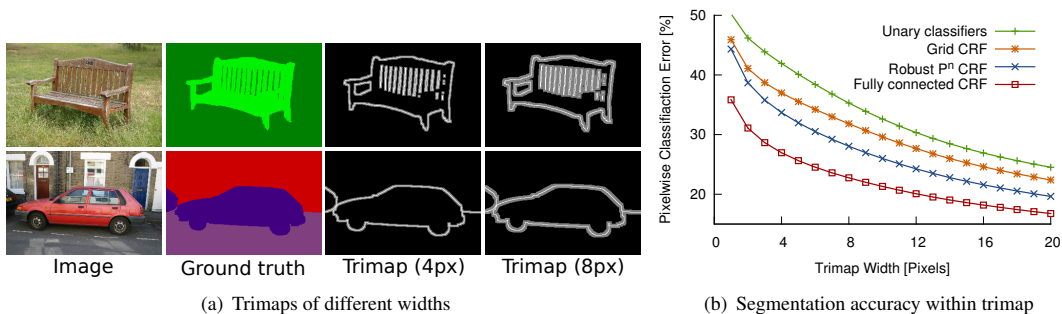 Image
Ground truth
Trimap (4px)
Trimap (8px)
(a) Trimaps of different widths
Pixelwise Classifiaction Error [%]
50
40
30
20
Unary classifiers
Grid CRF
Robust Pⁿ CRF
Fully connected CRF
0 4 8 12 16 20
Trimap Width [Pixels]
(b) Segmentation accuracy within trimap